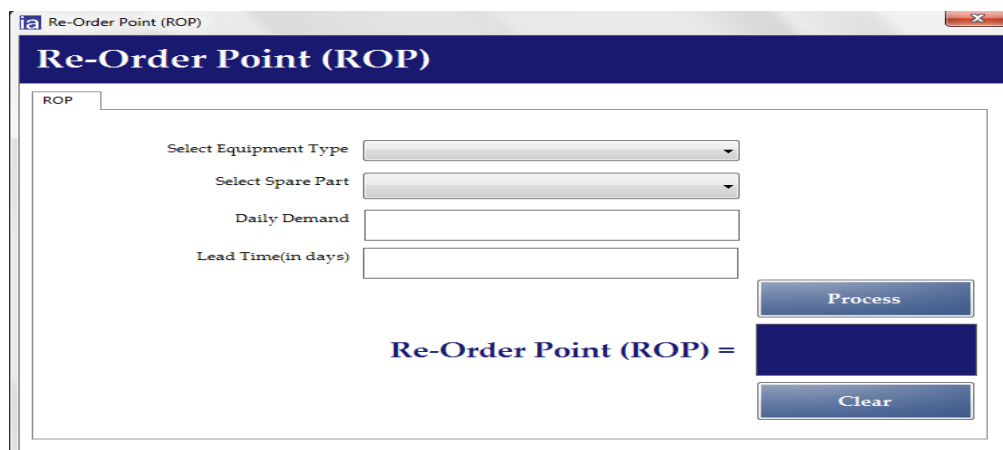 ia Re-Order Point (ROP)
Re-Order Point (ROP)
ROP
Select Equipment Type
Select Spare Part
Daily Demand
Lead Time(in days)
Process
Re-Order Point (ROP) =
Clear